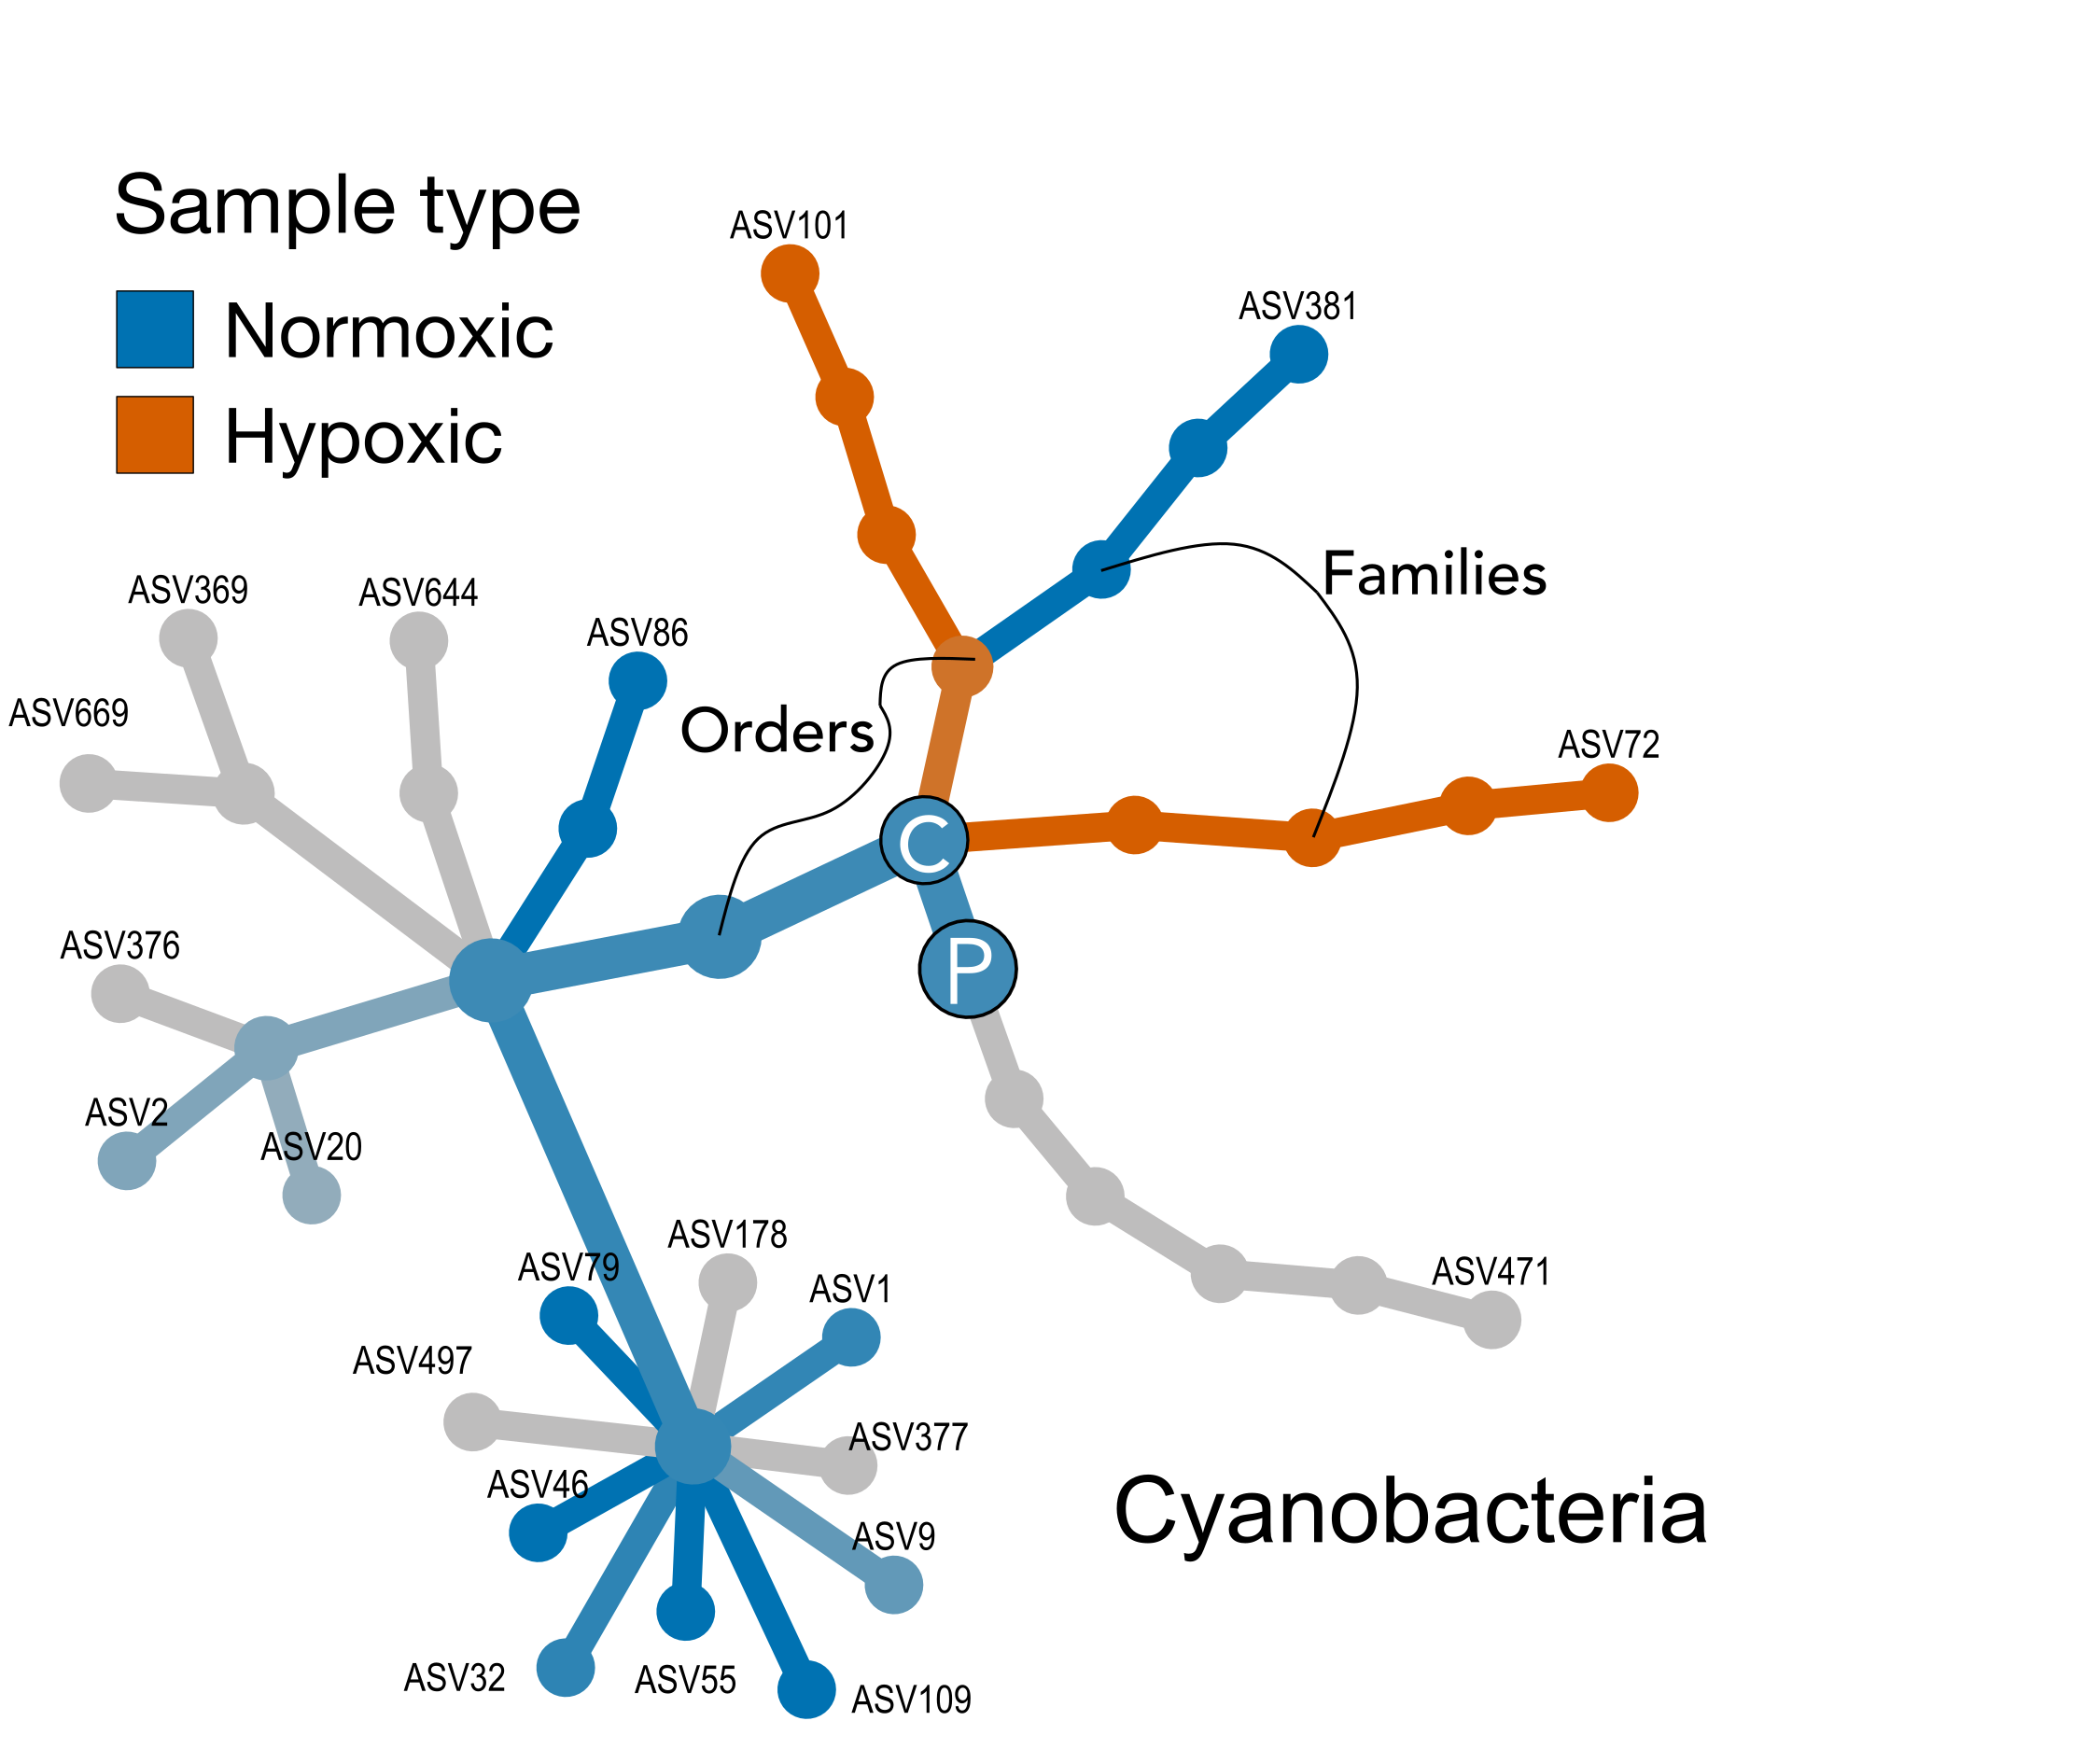 Sample type
Normoxic
Hypoxic
ASV101
ASV381
Families
ASV369
ASV644
ASV86
ASV669
Orders
ASV72
C
P
ASV376
ASV2
ASV20
ASV178
ASV79
ASV1
ASV471
ASV497
ASV377
ASV46
ASV9
Cyanobacteria
ASV32
ASV55
ASV109